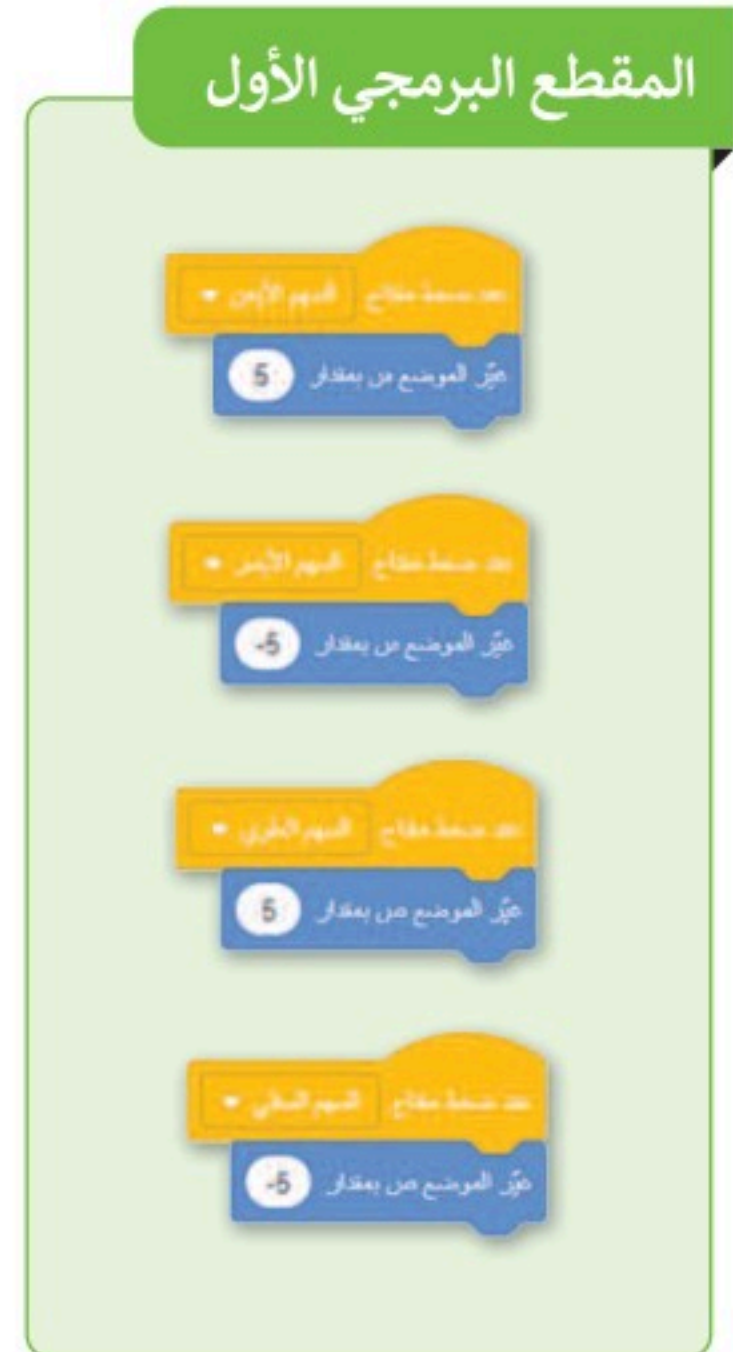 المقطع البرمجي الأول
عند ضغط مفتاح السهم الأيمن
غيّر الموضع س بمقدار 5
عند ضغط مفتاح السهم الأيسر
غيّر الموضع س بمقدار -5
عند ضغط مفتاح السهم العلوي
غيّر الموضع ص بمقدار 5
عند ضغط مفتاح السهم السفلي
غيّر الموضع ص بمقدار -5